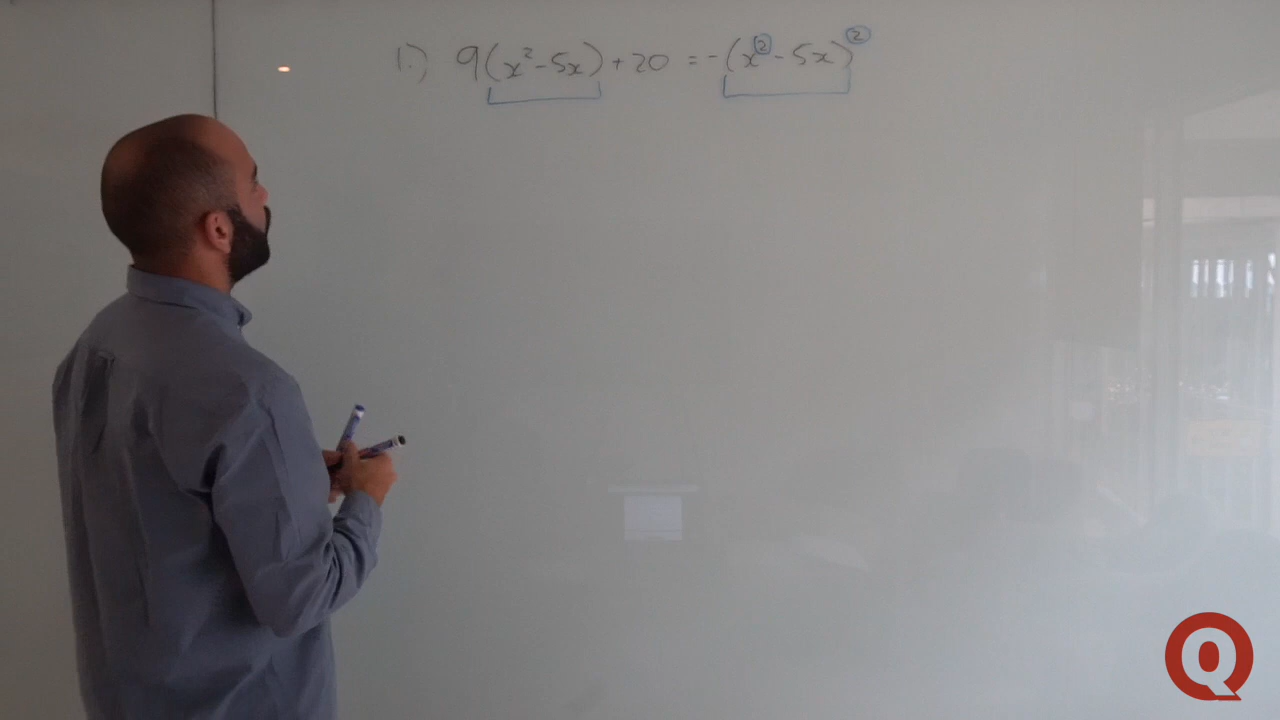 1.) 9(x²-5x)+20 = -(x²-5x)²
Q